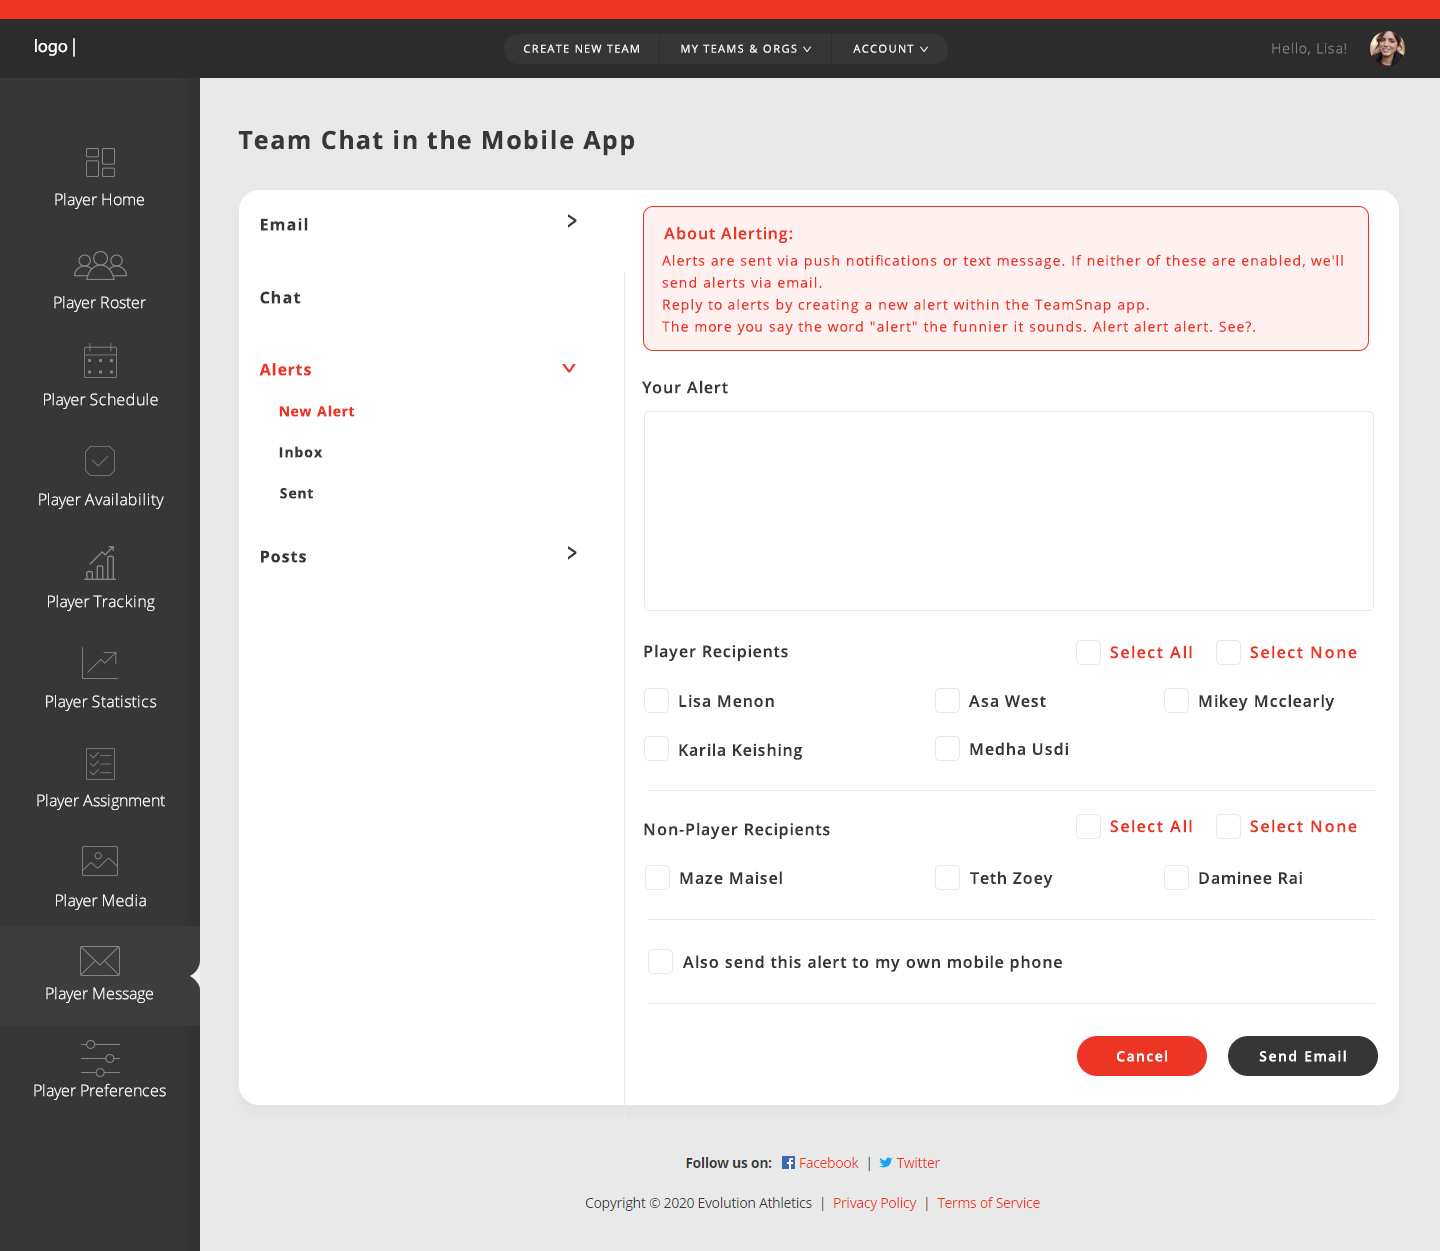 logo |
CREATE NEW TEAM
MY TEAMS & ORGS
ACCOUNT
Hello, Lisa!
Player Home
Player Roster
Player Schedule
Player Availability
Player Tracking
Player Statistics
Player Assignment
Player Media
Player Message
Player Preferences
Team Chat in the Mobile App
Email
Chat
Alerts
New Alert
Inbox
Sent
Posts
About Alerting:
Alerts are sent via push notifications or text message. If neither of these are enabled, we'll
send alerts via email.
Reply to alerts by creating a new alert within the TeamSnap app.
The more you say the word "alert" the funnier it sounds. Alert alert alert. See?.
Your Alert
Player Recipients
Select All
Select None
Lisa Menon
Asa West
Mikey Mcclearly
Karila Keishing
Medha Usdi
Non-Player Recipients
Select All
Select None
Maze Maisel
Teth Zoey
Daminee Rai
Also send this alert to my own mobile phone
Cancel
Send Email
Follow us on: Facebook | Twitter
Copyright © 2020 Evolution Athletics | Privacy Policy | Terms of Service